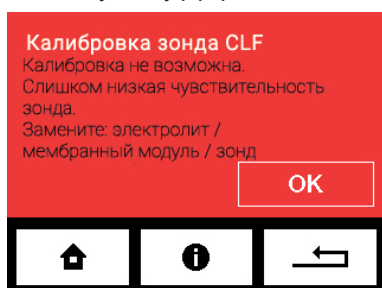 Калибровка зонда CLF
Калибровка не возможна.
Слишком низкая чувствительность
зонда.
Замените: электролит /
мембранный модуль / зонд
OK